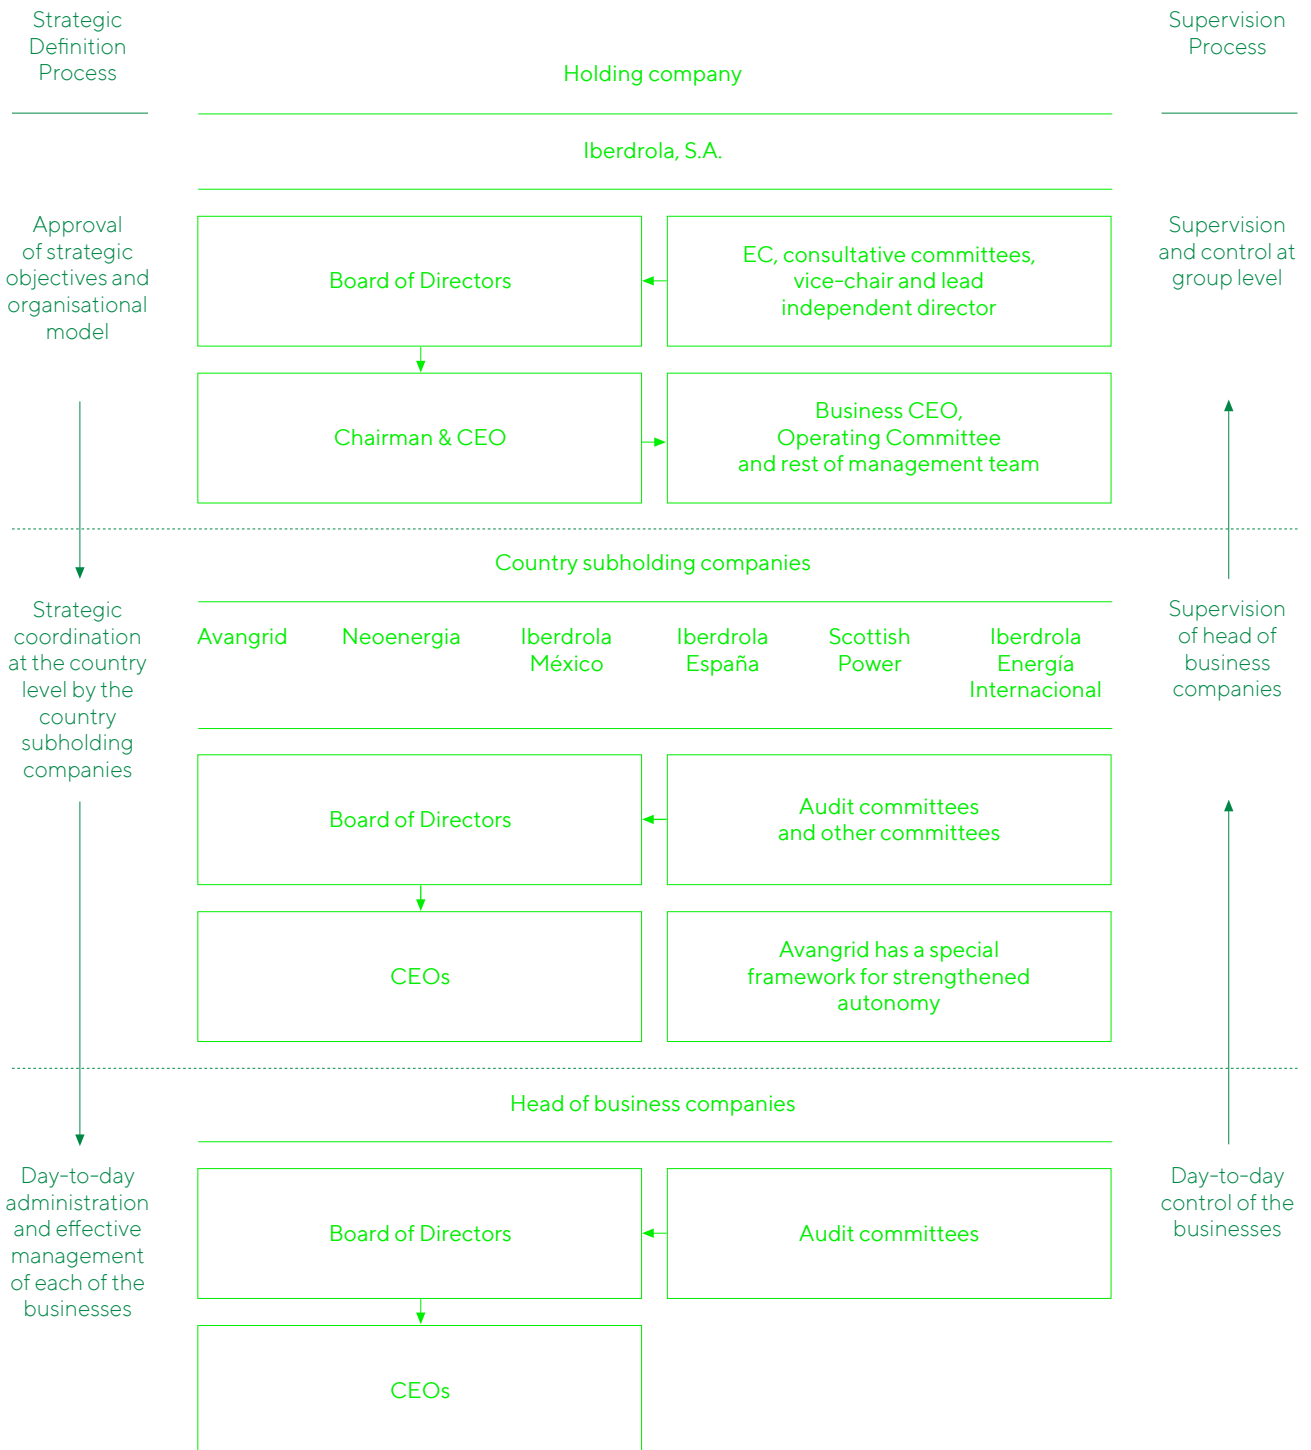 Strategic
Definition
Process
Supervision
Process
Holding company
Iberdrola, S.A.
Approval
of strategic
objectives and
organisational
model
Board of Directors
EC, consultative committees,
vice-chair and lead
independent director
Supervision
and control at
group level
Chairman & CEO
Business CEO,
Operating Committee
and rest of management team
Country subholding companies
Strategic
coordination
at the country
level by the
country
subholding
companies
Avangrid
Neoenergia
Iberdrola
México
Iberdrola
España
Scottish
Power
Iberdrola
Energía
Internacional
Supervision
of head of
business
companies
Board of Directors
Audit committees
and other committees
CEOs
Avangrid has a special
framework for strengthened
autonomy
Head of business companies
Day-to-day
administration
and effective
management
of each of the
businesses
Board of Directors
Audit committees
Day-to-day
control of the
businesses
CEOs